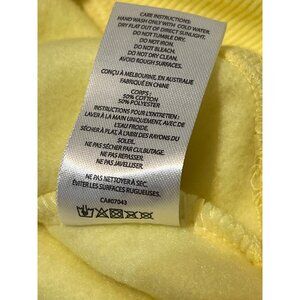 CARE INSTRUCTIONS:
HAND WASH ONLY WITH COLD WATER.
DRY FLAT OUT OF DIRECT SUNLIGHT.
DO NOT TUMBLE DRY.
DO NOT IRON.
DO NOT BLEACH.
DO NOT DRY CLEAN.
AVOID ROUGH SURFACES.
CONÇU À MELBOURNE, EN AUSTRALIE
FABRIQUÉ EN CHINE
CORPS:
50% COTTON
50% POLYESTER
INSTRUCTIONS POUR L'ENTRETIEN:
LAVER À LA MAIN UNIQUEMENT, AVEC DE
L'EAU FROIDE.
SÉCHER À PLAT, À L'ABRI DES RAYONS DU
SOLEIL.
NE PAS SÉCHER PAR CULBUTAGE.
NE PAS REPASSER.
NE PAS JAVELLISER.
NE PAS NETTOYER À SEC.
ÉVITER LES SURFACES RUGUEUSES.
CA#07043